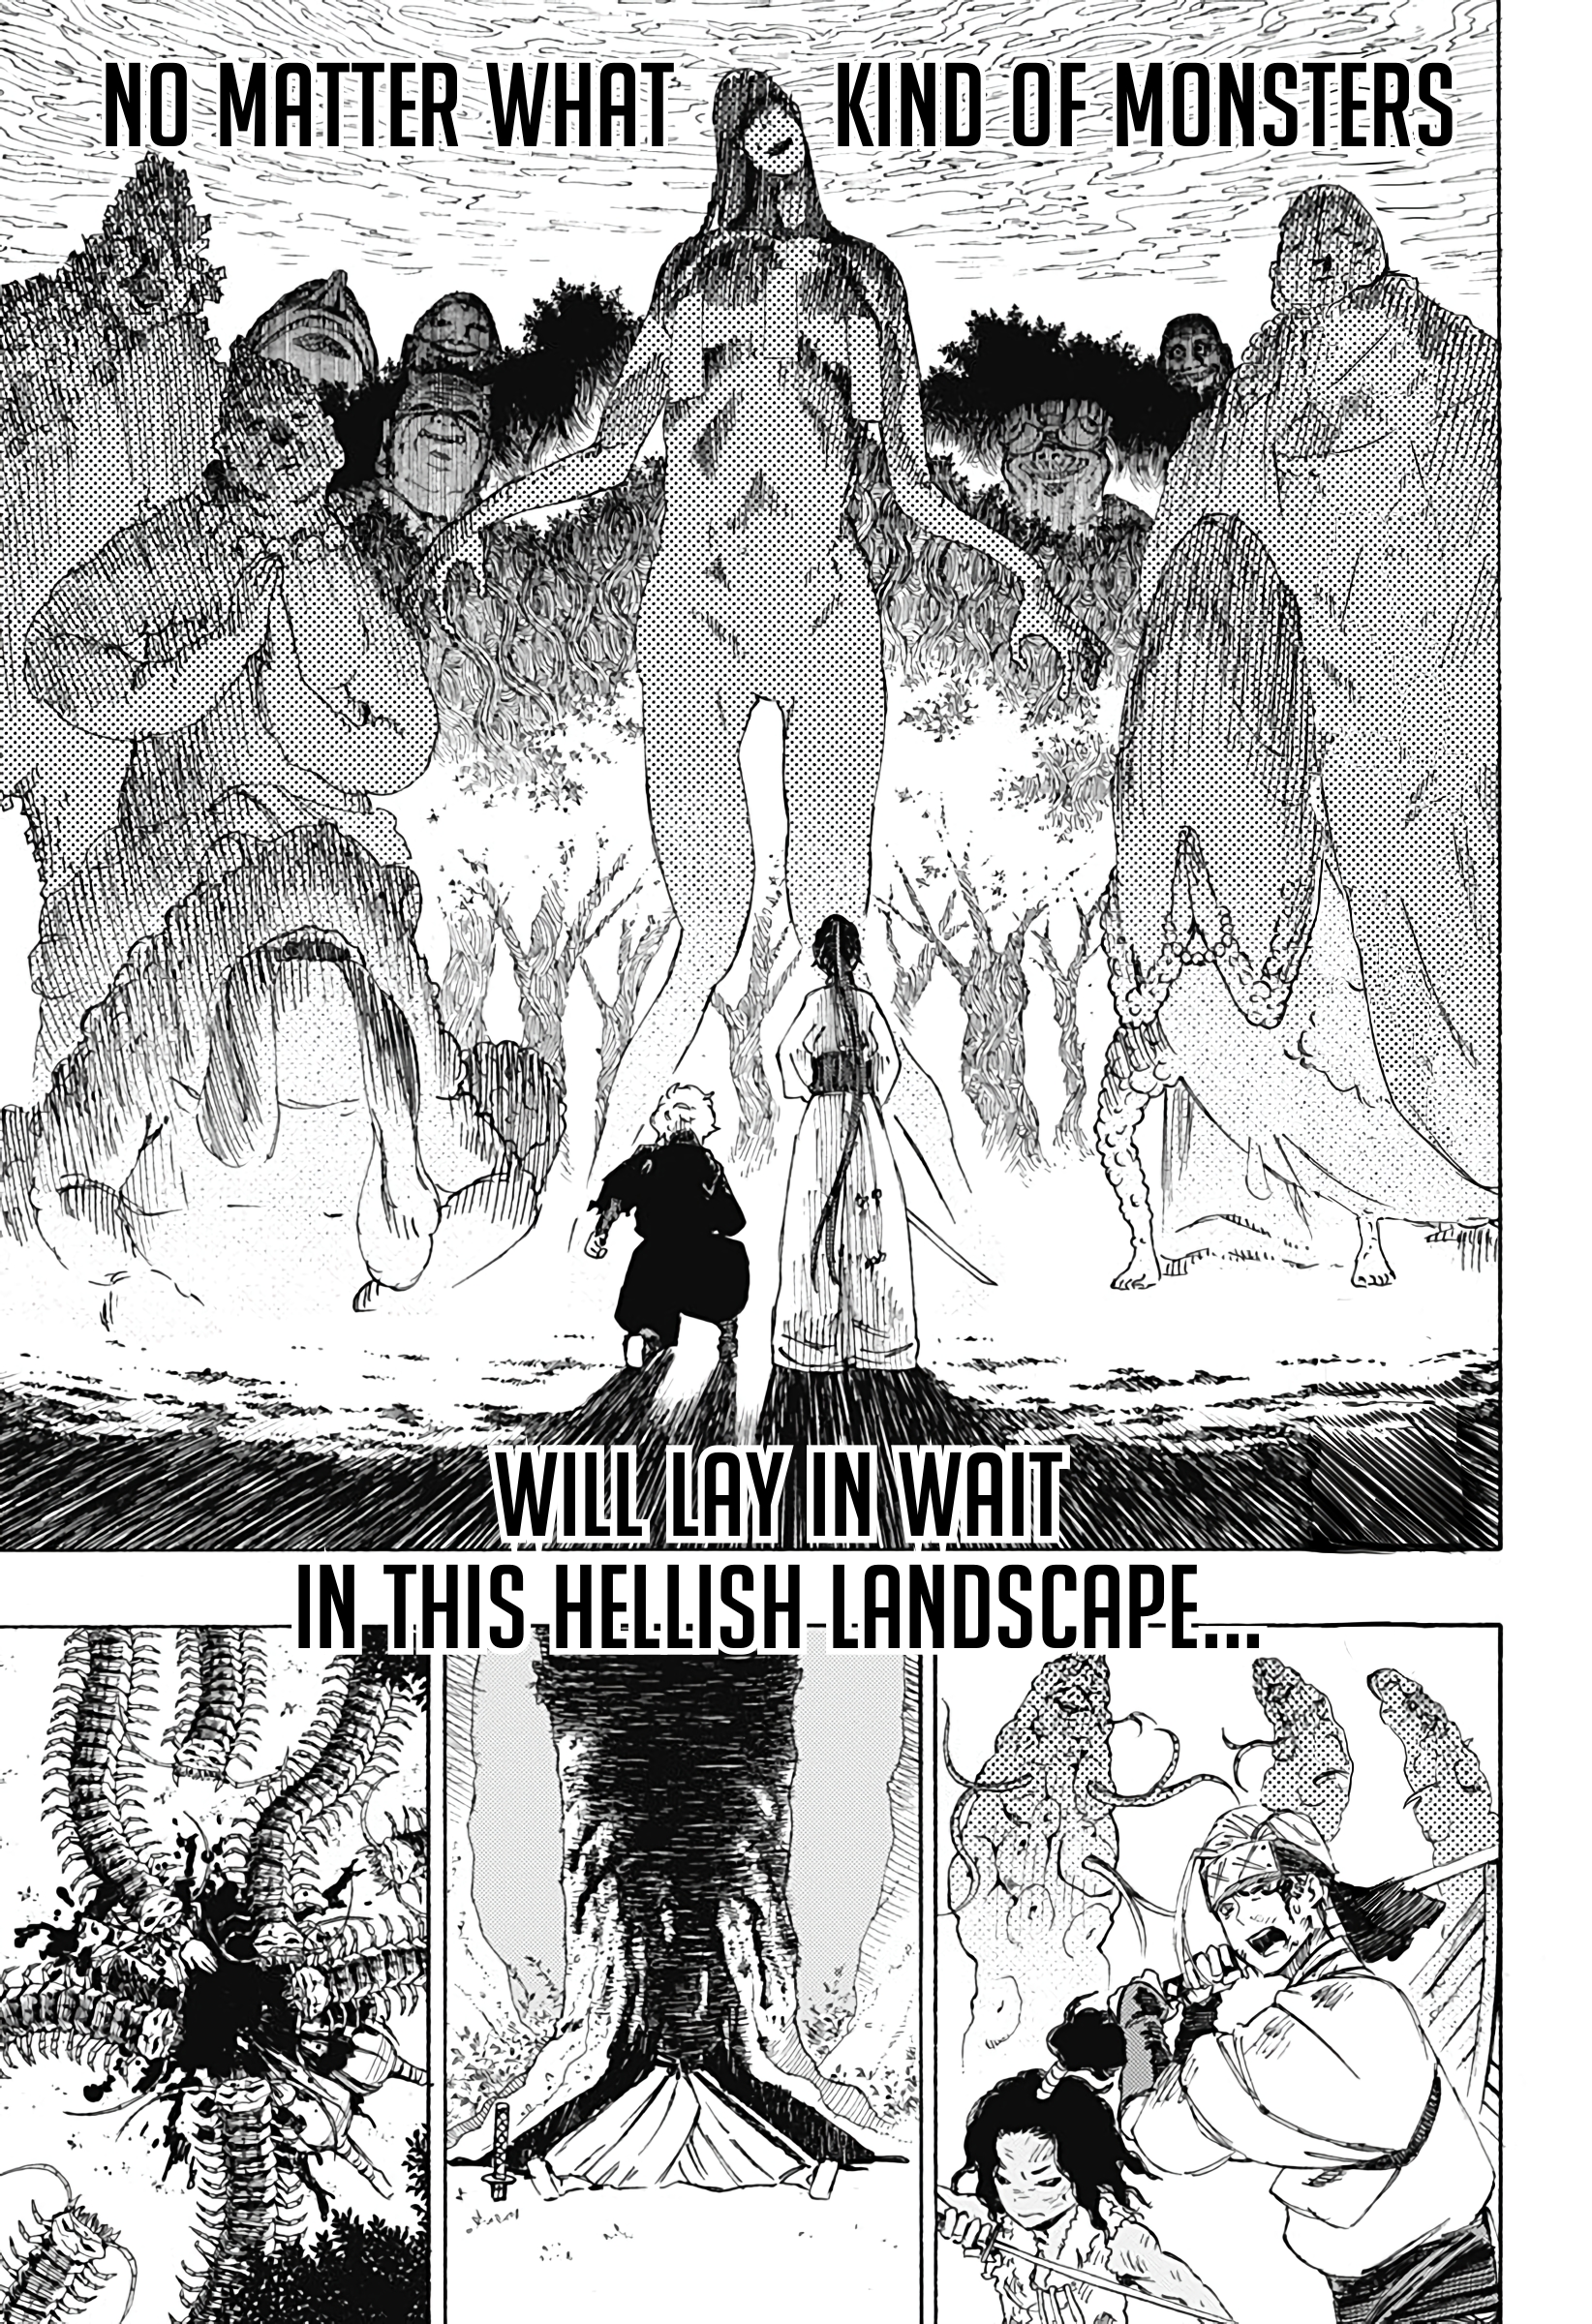 NO MATTER WHAT KIND OF MONSTERS
WILL LAY IN WAIT
IN THIS HELLISH LANDSCAPE...